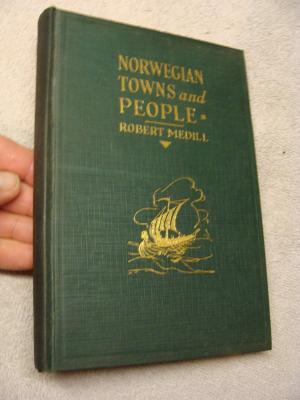 NORWEGIAN
TOWNS and
PEOPLE
ROBERT MEDILL